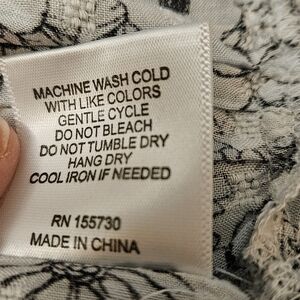 MACHINE WASH COLD
WITH LIKE COLORS
GENTLE CYCLE
DO NOT BLEACH
DO NOT TUMBLE DRY
HANG DRY
COOL IRON IF NEEDED
RN 155730
MADE IN CHINA